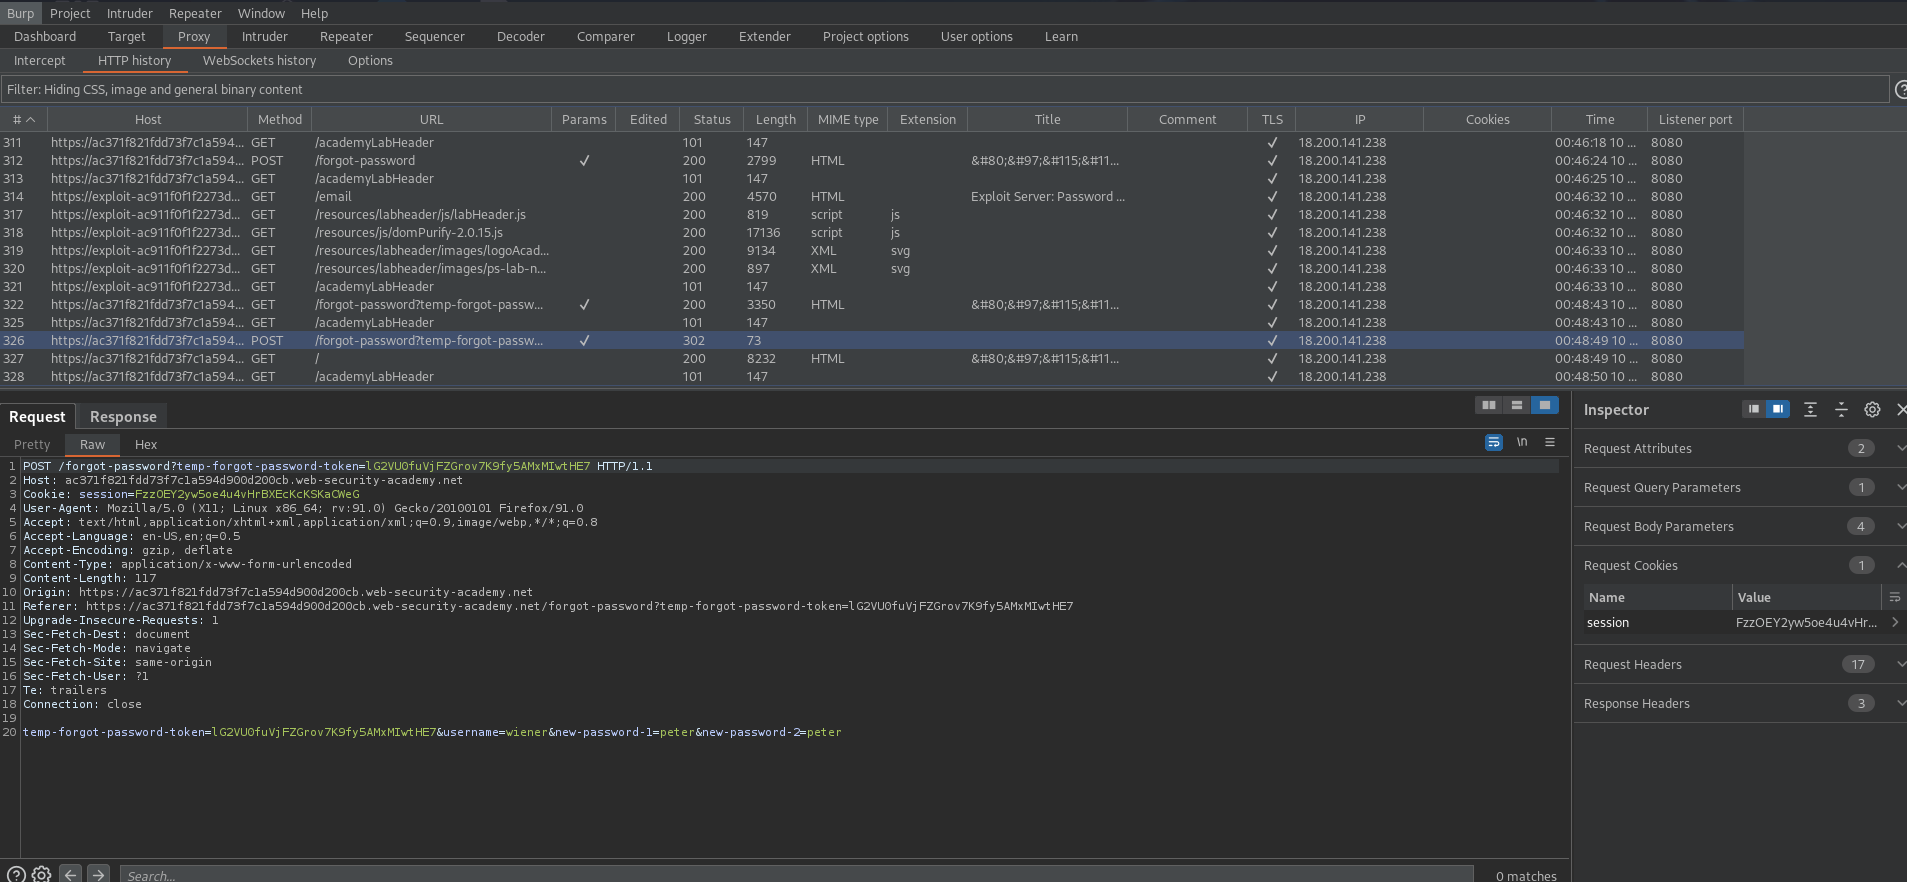 Burp Project Intruder Repeater Window Help
Dashboard Target Proxy Intruder Repeater Sequencer Decoder Comparer Logger Extender Project options User options Learn
Intercept HTTP history WebSockets history Options
Filter: Hiding CSS, image and general binary content
# Host Method URL Params Edited Status Length MIME type Extension Title Comment TLS IP Cookies Time Listener port
311 https://ac371f821fdd73f7c1a594... GET /academyLabHeader 101 147 ✓ 18.200.141.238 00:46:18 10 ... 8080
312 https://ac371f821fdd73f7c1a594... POST /forgot-password ✓ 200 2799 HTML &#80;&#97;&#115;&#11... ✓ 18.200.141.238 00:46:24 10 ... 8080
313 https://ac371f821fdd73f7c1a594... GET /academyLabHeader 101 147 ✓ 18.200.141.238 00:46:25 10 ... 8080
314 https://exploit-ac911f0f1f2273d... GET /email 200 4570 HTML Exploit Server: Password ... ✓ 18.200.141.238 00:46:32 10 ... 8080
317 https://exploit-ac911f0f1f2273d... GET /resources/labheader/js/labHeader.js 200 819 script js ✓ 18.200.141.238 00:46:32 10 ... 8080
318 https://exploit-ac911f0f1f2273d... GET /resources/js/domPurify-2.0.15.js 200 17136 script js ✓ 18.200.141.238 00:46:32 10 ... 8080
319 https://exploit-ac911f0f1f2273d... GET /resources/labheader/images/logoAcad... 200 9134 XML svg ✓ 18.200.141.238 00:46:33 10 ... 8080
320 https://exploit-ac911f0f1f2273d... GET /resources/labheader/images/ps-lab-n... 200 897 XML svg ✓ 18.200.141.238 00:46:33 10 ... 8080
321 https://exploit-ac911f0f1f2273d... GET /academyLabHeader 101 147 ✓ 18.200.141.238 00:46:33 10 ... 8080
322 https://ac371f821fdd73f7c1a594... GET /forgot-password?temp-forgot-passw... ✓ 200 3350 HTML &#80;&#97;&#115;&#11... ✓ 18.200.141.238 00:48:43 10 ... 8080
325 https://ac371f821fdd73f7c1a594... GET /academyLabHeader 101 147 ✓ 18.200.141.238 00:48:43 10 ... 8080
326 https://ac371f821fdd73f7c1a594... POST /forgot-password?temp-forgot-passw... ✓ 302 73 ✓ 18.200.141.238 00:48:49 10 ... 8080
327 https://ac371f821fdd73f7c1a594... GET / 200 8232 HTML &#80;&#97;&#115;&#11... ✓ 18.200.141.238 00:48:49 10 ... 8080
328 https://ac371f821fdd73f7c1a594... GET /academyLabHeader 101 147 ✓ 18.200.141.238 00:48:50 10 ... 8080
Request Response
Pretty Raw Hex \n
1 POST /forgot-password?temp-forgot-password-token=lG2VU0fuVjFZGrov7K9fy5AMxMIwtHE7 HTTP/1.1
2 Host: ac371f821fdd73f7c1a594d900d200cb.web-security-academy.net
3 Cookie: session=FzzOEY2yw5oe4u4vHrBXEcKcKSKaCWeG
4 User-Agent: Mozilla/5.0 (X11; Linux x86_64; rv:91.0) Gecko/20100101 Firefox/91.0
5 Accept: text/html,application/xhtml+xml,application/xml;q=0.9,image/webp,*/*;q=0.8
6 Accept-Language: en-US,en;q=0.5
7 Accept-Encoding: gzip, deflate
8 Content-Type: application/x-www-form-urlencoded
9 Content-Length: 117
10 Origin: https://ac371f821fdd73f7c1a594d900d200cb.web-security-academy.net
11 Referer: https://ac371f821fdd73f7c1a594d900d200cb.web-security-academy.net/forgot-password?temp-forgot-password-token=lG2VU0fuVjFZGrov7K9fy5AMxMIwtHE7
12 Upgrade-Insecure-Requests: 1
13 Sec-Fetch-Dest: document
14 Sec-Fetch-Mode: navigate
15 Sec-Fetch-Site: same-origin
16 Sec-Fetch-User: ?1
17 Te: trailers
18 Connection: close
19
20 temp-forgot-password-token=lG2VU0fuVjFZGrov7K9fy5AMxMIwtHE7&username=wiener&new-password-1=peter&new-password-2=peter
Search... 0 matches
Inspector
Request Attributes 2
Request Query Parameters 1
Request Body Parameters 4
Request Cookies 1
Name Value
session FzzOEY2yw5oe4u4vHr...
Request Headers 17
Response Headers 3